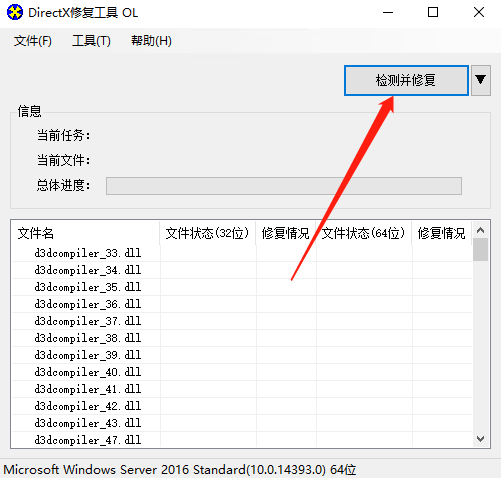 DirectX修复工具 OL
文件(F) 工具(T) 帮助(H)
检测并修复
信息
当前任务：
当前文件：
总体进度：
文件名 文件状态(32位) 修复情况 文件状态(64位) 修复情况
d3dcompiler_33.dll
d3dcompiler_34.dll
d3dcompiler_35.dll
d3dcompiler_36.dll
d3dcompiler_37.dll
d3dcompiler_38.dll
d3dcompiler_39.dll
d3dcompiler_40.dll
d3dcompiler_41.dll
d3dcompiler_42.dll
d3dcompiler_43.dll
d3dcompiler_47.dll
Microsoft Windows Server 2016 Standard(10.0.14393.0) 64位